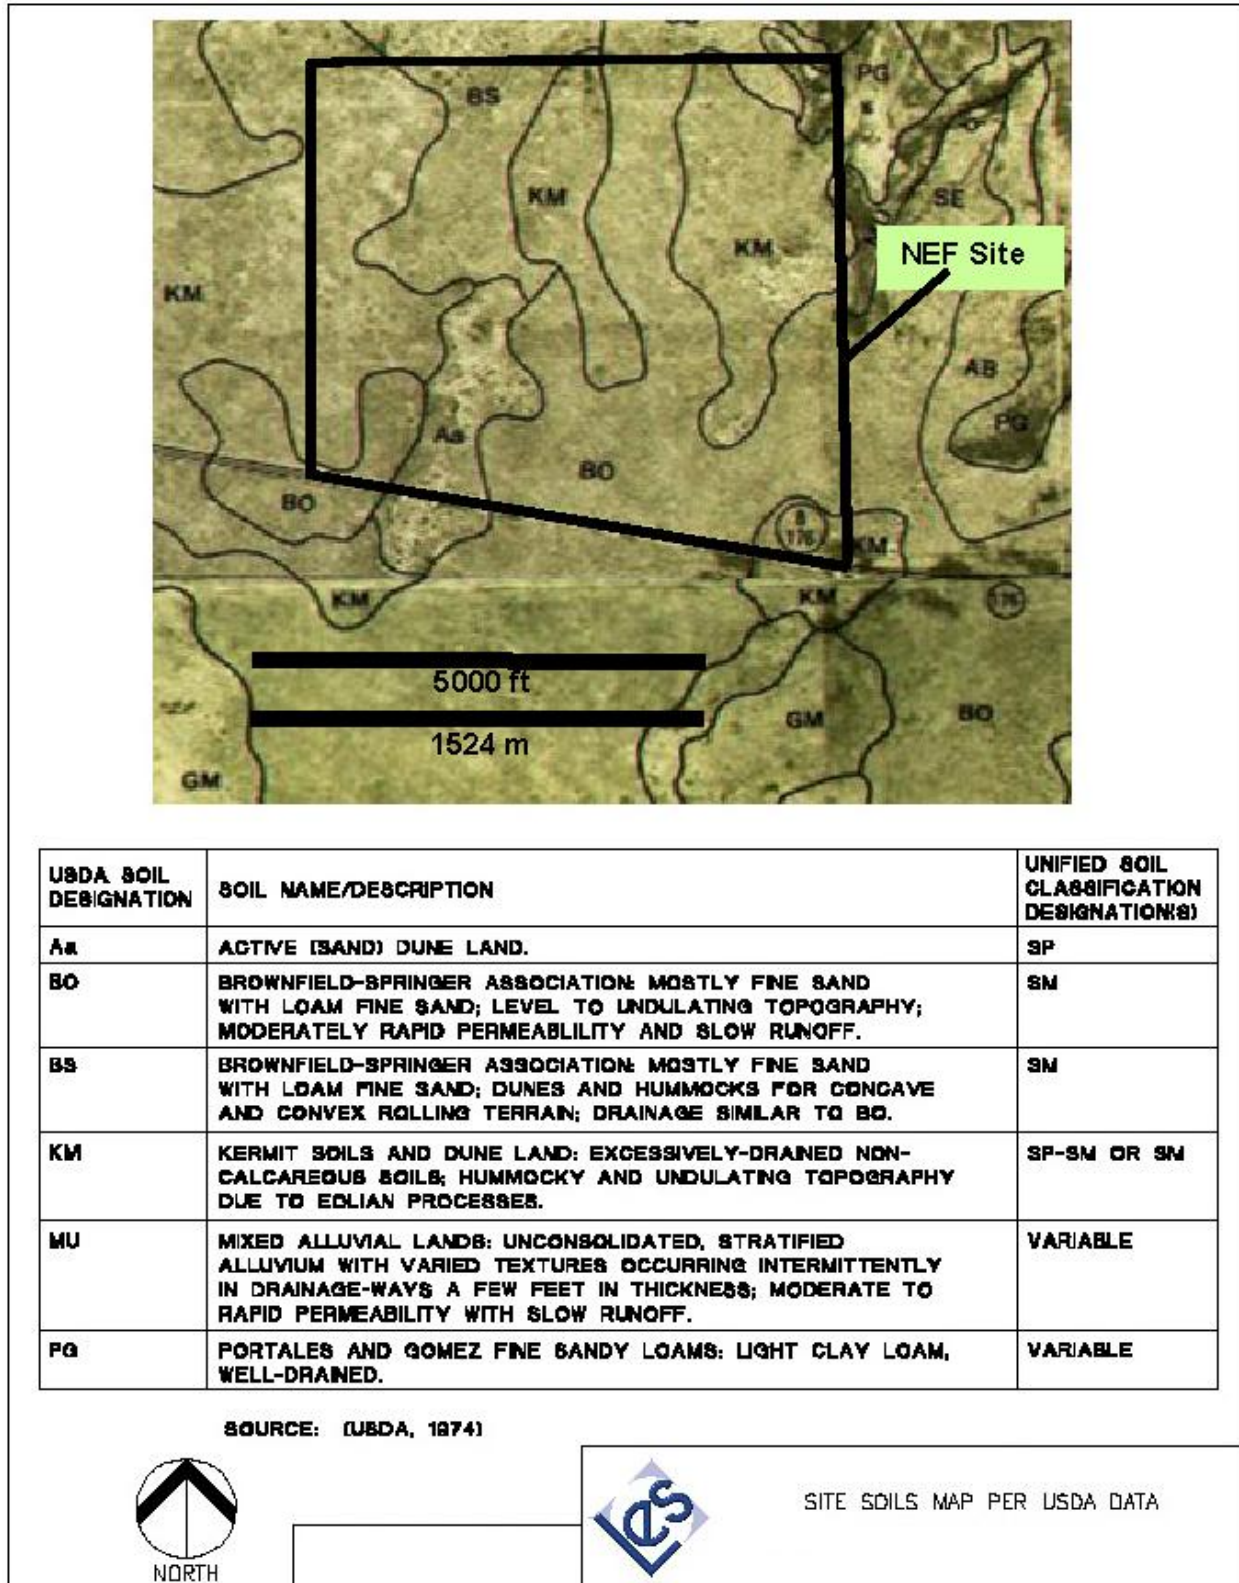 PG
BS
KM
SE
KM
NEF Site
KM
AB
PG
Aa
BO
BO
6
176
KM
KM
KM
176
5000 ft
GM
BO
1524 m
GM
USDA SOIL DESIGNATION
SOIL NAME/DESCRIPTION
UNIFIED SOIL CLASSIFICATION DESIGNATION(S)
Aa
ACTIVE (SAND) DUNE LAND.
SP
BO
BROWNFIELD-SPRINGER ASSOCIATION: MOSTLY FINE SAND
WITH LOAM FINE SAND; LEVEL TO UNDULATING TOPOGRAPHY;
MODERATELY RAPID PERMEABLILITY AND SLOW RUNOFF.
SM
BS
BROWNFIELD-SPRINGER ASSOCIATION: MOSTLY FINE SAND
WITH LOAM FINE SAND; DUNES AND HUMMOCKS FOR CONCAVE
AND CONVEX ROLLING TERRAIN; DRAINAGE SIMILAR TO BO.
SM
KM
KERMIT SOILS AND DUNE LAND: EXCESSIVELY-DRAINED NON-
CALCAREOUS SOILS; HUMMOCKY AND UNDULATING TOPOGRAPHY
DUE TO EOLIAN PROCESSES.
SP-SM OR SM
MU
MIXED ALLUVIAL LANDS: UNCONSOLIDATED, STRATIFIED
ALLUVIUM WITH VARIED TEXTURES OCCURRING INTERMITTENTLY
IN DRAINAGE-WAYS A FEW FEET IN THICKNESS; MODERATE TO
RAPID PERMEABILITY WITH SLOW RUNOFF.
VARIABLE
PG
PORTALES AND GOMEZ FINE SANDY LOAMS: LIGHT CLAY LOAM,
WELL-DRAINED.
VARIABLE
SOURCE: (USDA, 1974)
NORTH
Les
SITE SOILS MAP PER USDA DATA